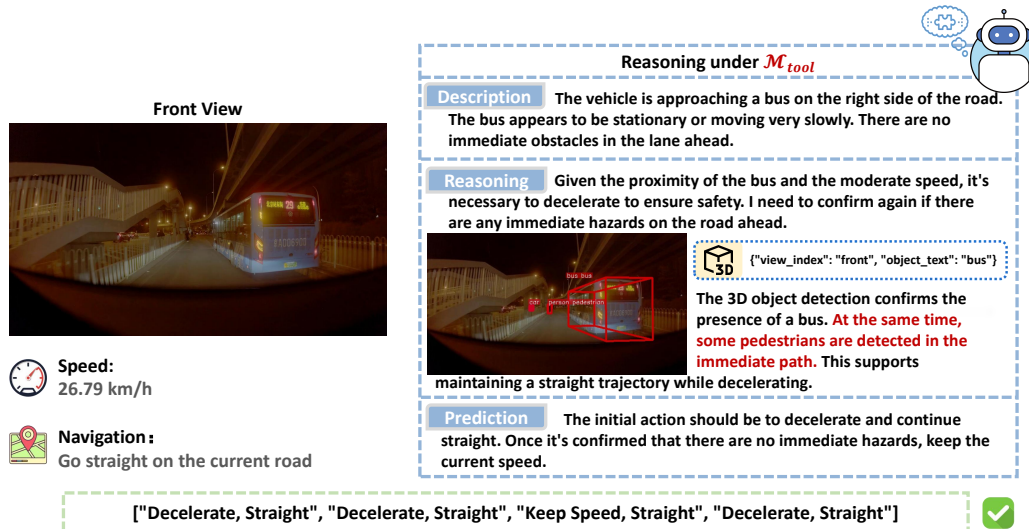 Reasoning under M_tool
Front View
Description The vehicle is approaching a bus on the right side of the road.
The bus appears to be stationary or moving very slowly. There are no
immediate obstacles in the lane ahead.
Reasoning Given the proximity of the bus and the moderate speed, it's
necessary to decelerate to ensure safety. I need to confirm again if there
are any immediate hazards on the road ahead.
29
bus bus
car person pedestrian
3D
{"view_index": "front", "object_text": "bus"}
The 3D object detection confirms the
presence of a bus. At the same time,
some pedestrians are detected in the
immediate path. This supports
maintaining a straight trajectory while decelerating.
Speed:
26.79 km/h
Navigation：
Go straight on the current road
Prediction The initial action should be to decelerate and continue
straight. Once it's confirmed that there are no immediate hazards, keep the
current speed.
["Decelerate, Straight", "Decelerate, Straight", "Keep Speed, Straight", "Decelerate, Straight"]